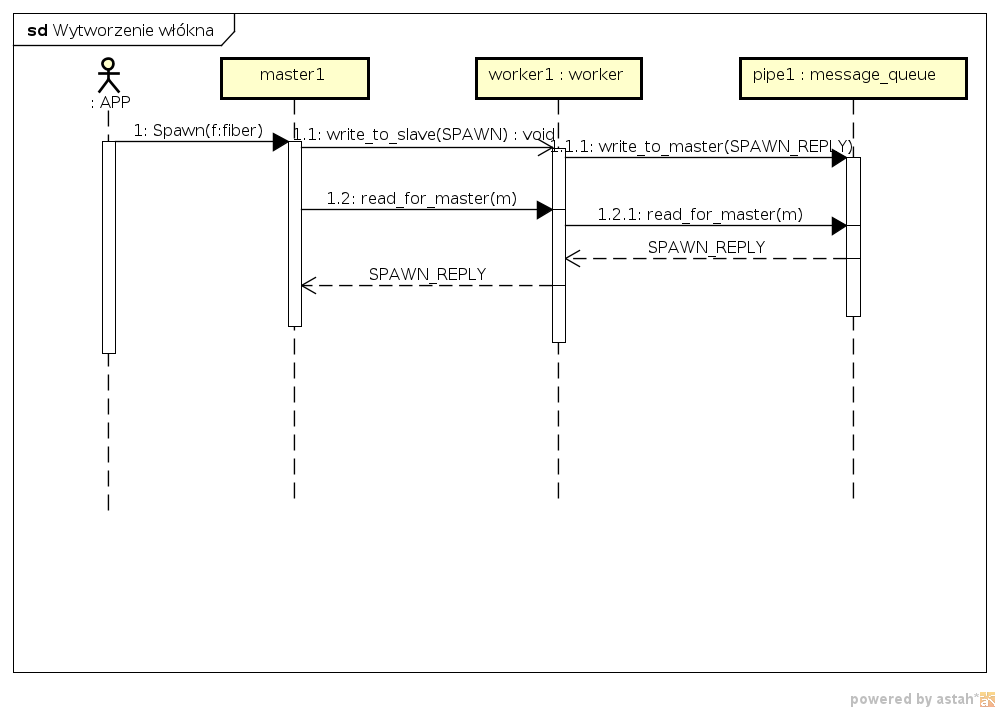 sd Wytworzenie włókna
master1
worker1 : worker
pipe1 : message_queue
: APP
1: Spawn(f:fiber)
1.1: write_to_slave(SPAWN) : void
1.1.1: write_to_master(SPAWN_REPLY)
1.2: read_for_master(m)
1.2.1: read_for_master(m)
SPAWN_REPLY
SPAWN_REPLY
powered by astah*